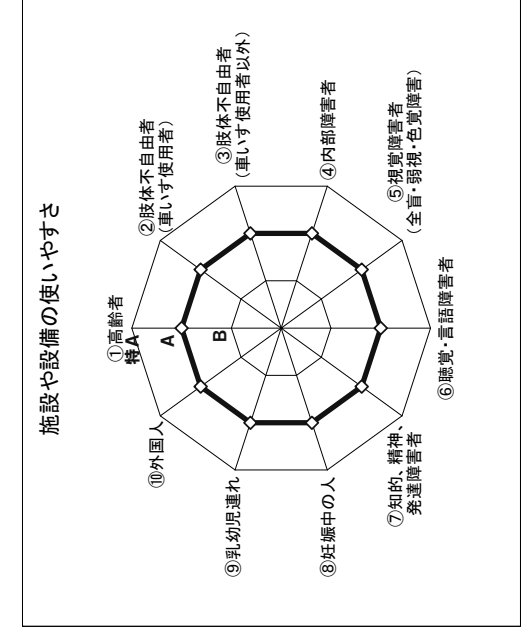 施設や設備の使いやすさ
①高齢者
特A
A
B
②肢体不自由者
(車いす使用者)
③肢体不自由者
(車いす使用者以外)
④内部障害者
⑤視覚障害者
(全盲・弱視・色覚障害)
⑥聴覚・言語障害者
⑦知的、精神、
発達障害者
⑧妊娠中の人
⑨乳幼児連れ
⑩外国人